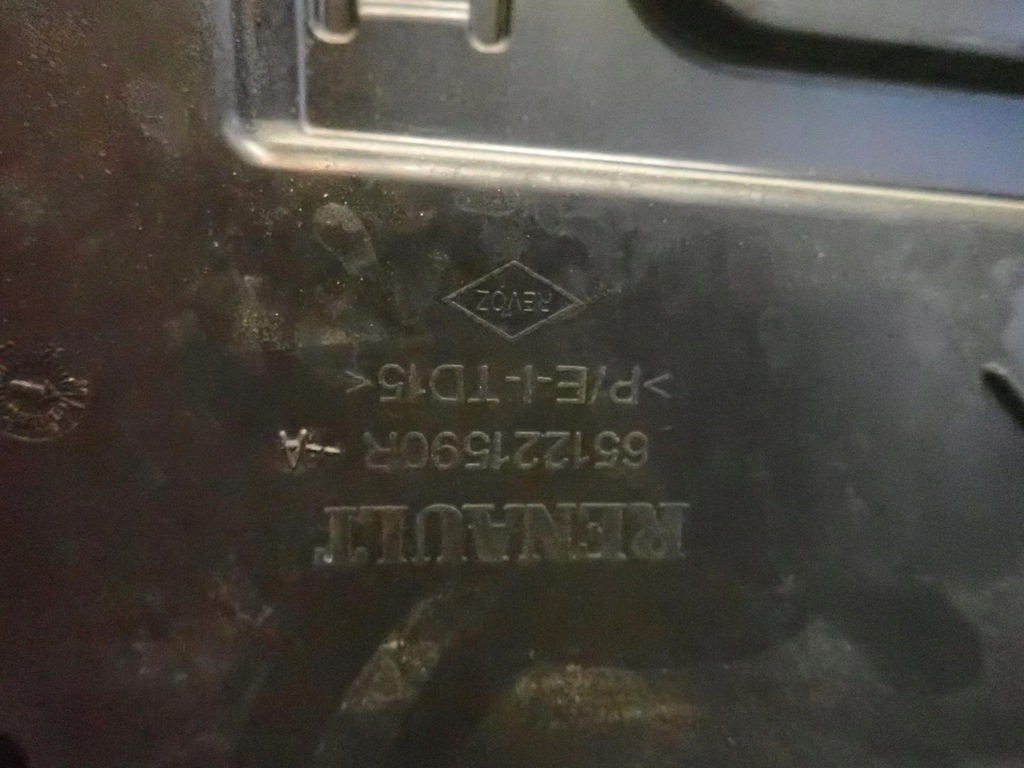 RENAULT
651221590R -A
>P/E-I-TD15<
REVOZ